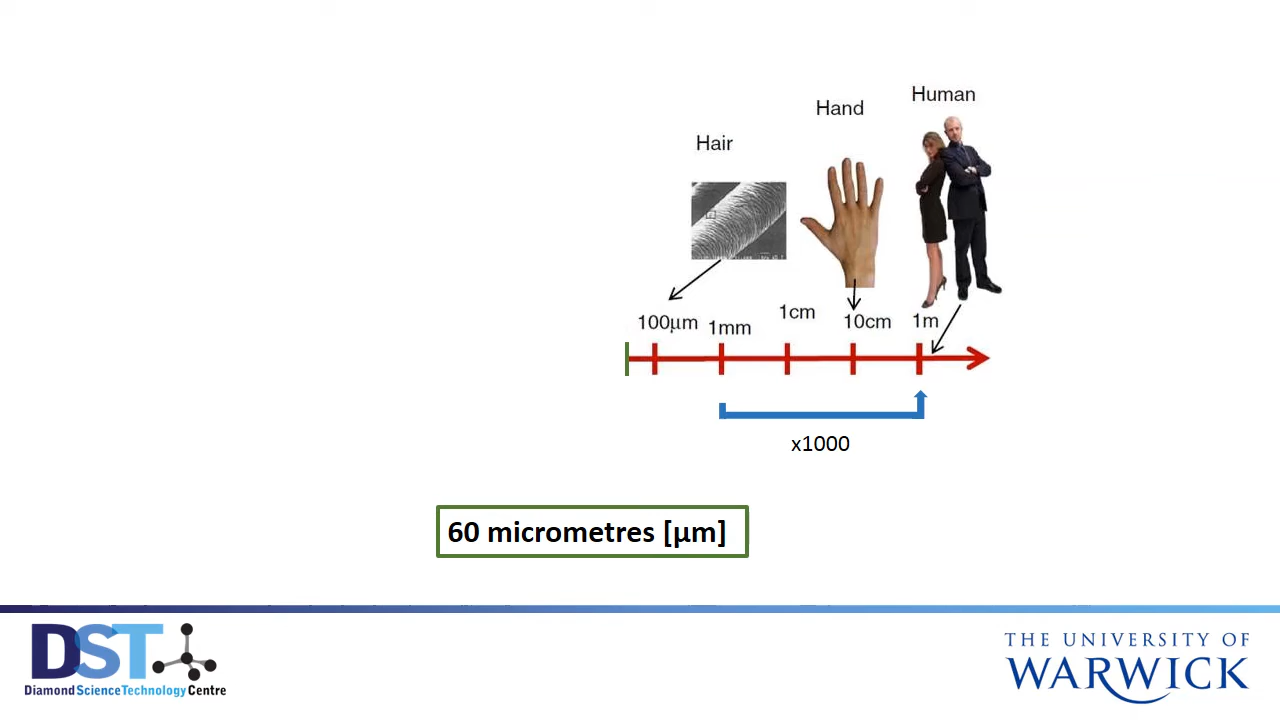 Human
Hand
Hair
100μm 1mm 1cm 10cm 1m
x1000
60 micrometres [μm]
DST
Diamond Science Technology Centre
THE UNIVERSITY OF
WARWICK